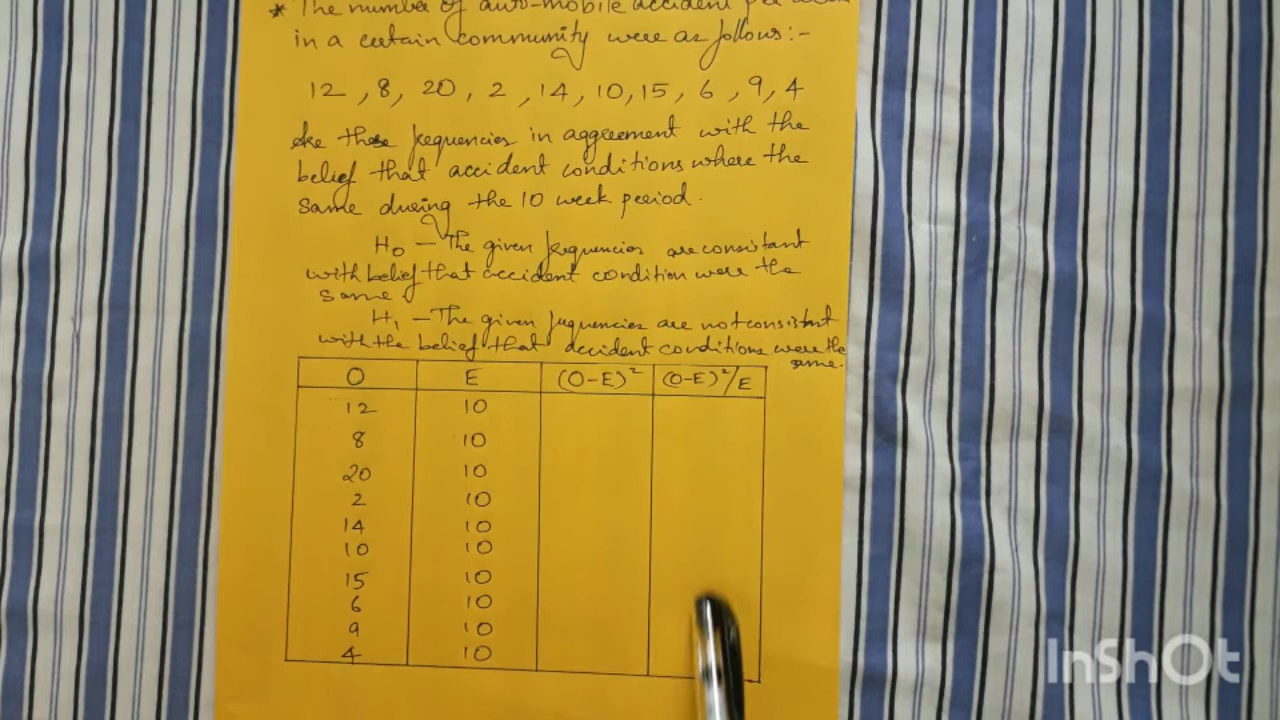 * The number of auto-mobile accident
in a certain community were as follows:-
12, 8, 20, 2, 14, 10, 15, 6, 9, 4
Are these frequencies in aggreement with the
belief that accident conditions where the
same during the 10 week period.
H₀ - The given frequencies are consistant
with belief that accident condition were the
same.
H₁ - The given frequencies are not consistant
with the belief that accident conditions were the
same.
O E (O-E)² (O-E)²/E
12 10
8 10
20 10
2 10
14 10
10 10
15 10
6 10
9 10
4 10
InShOt